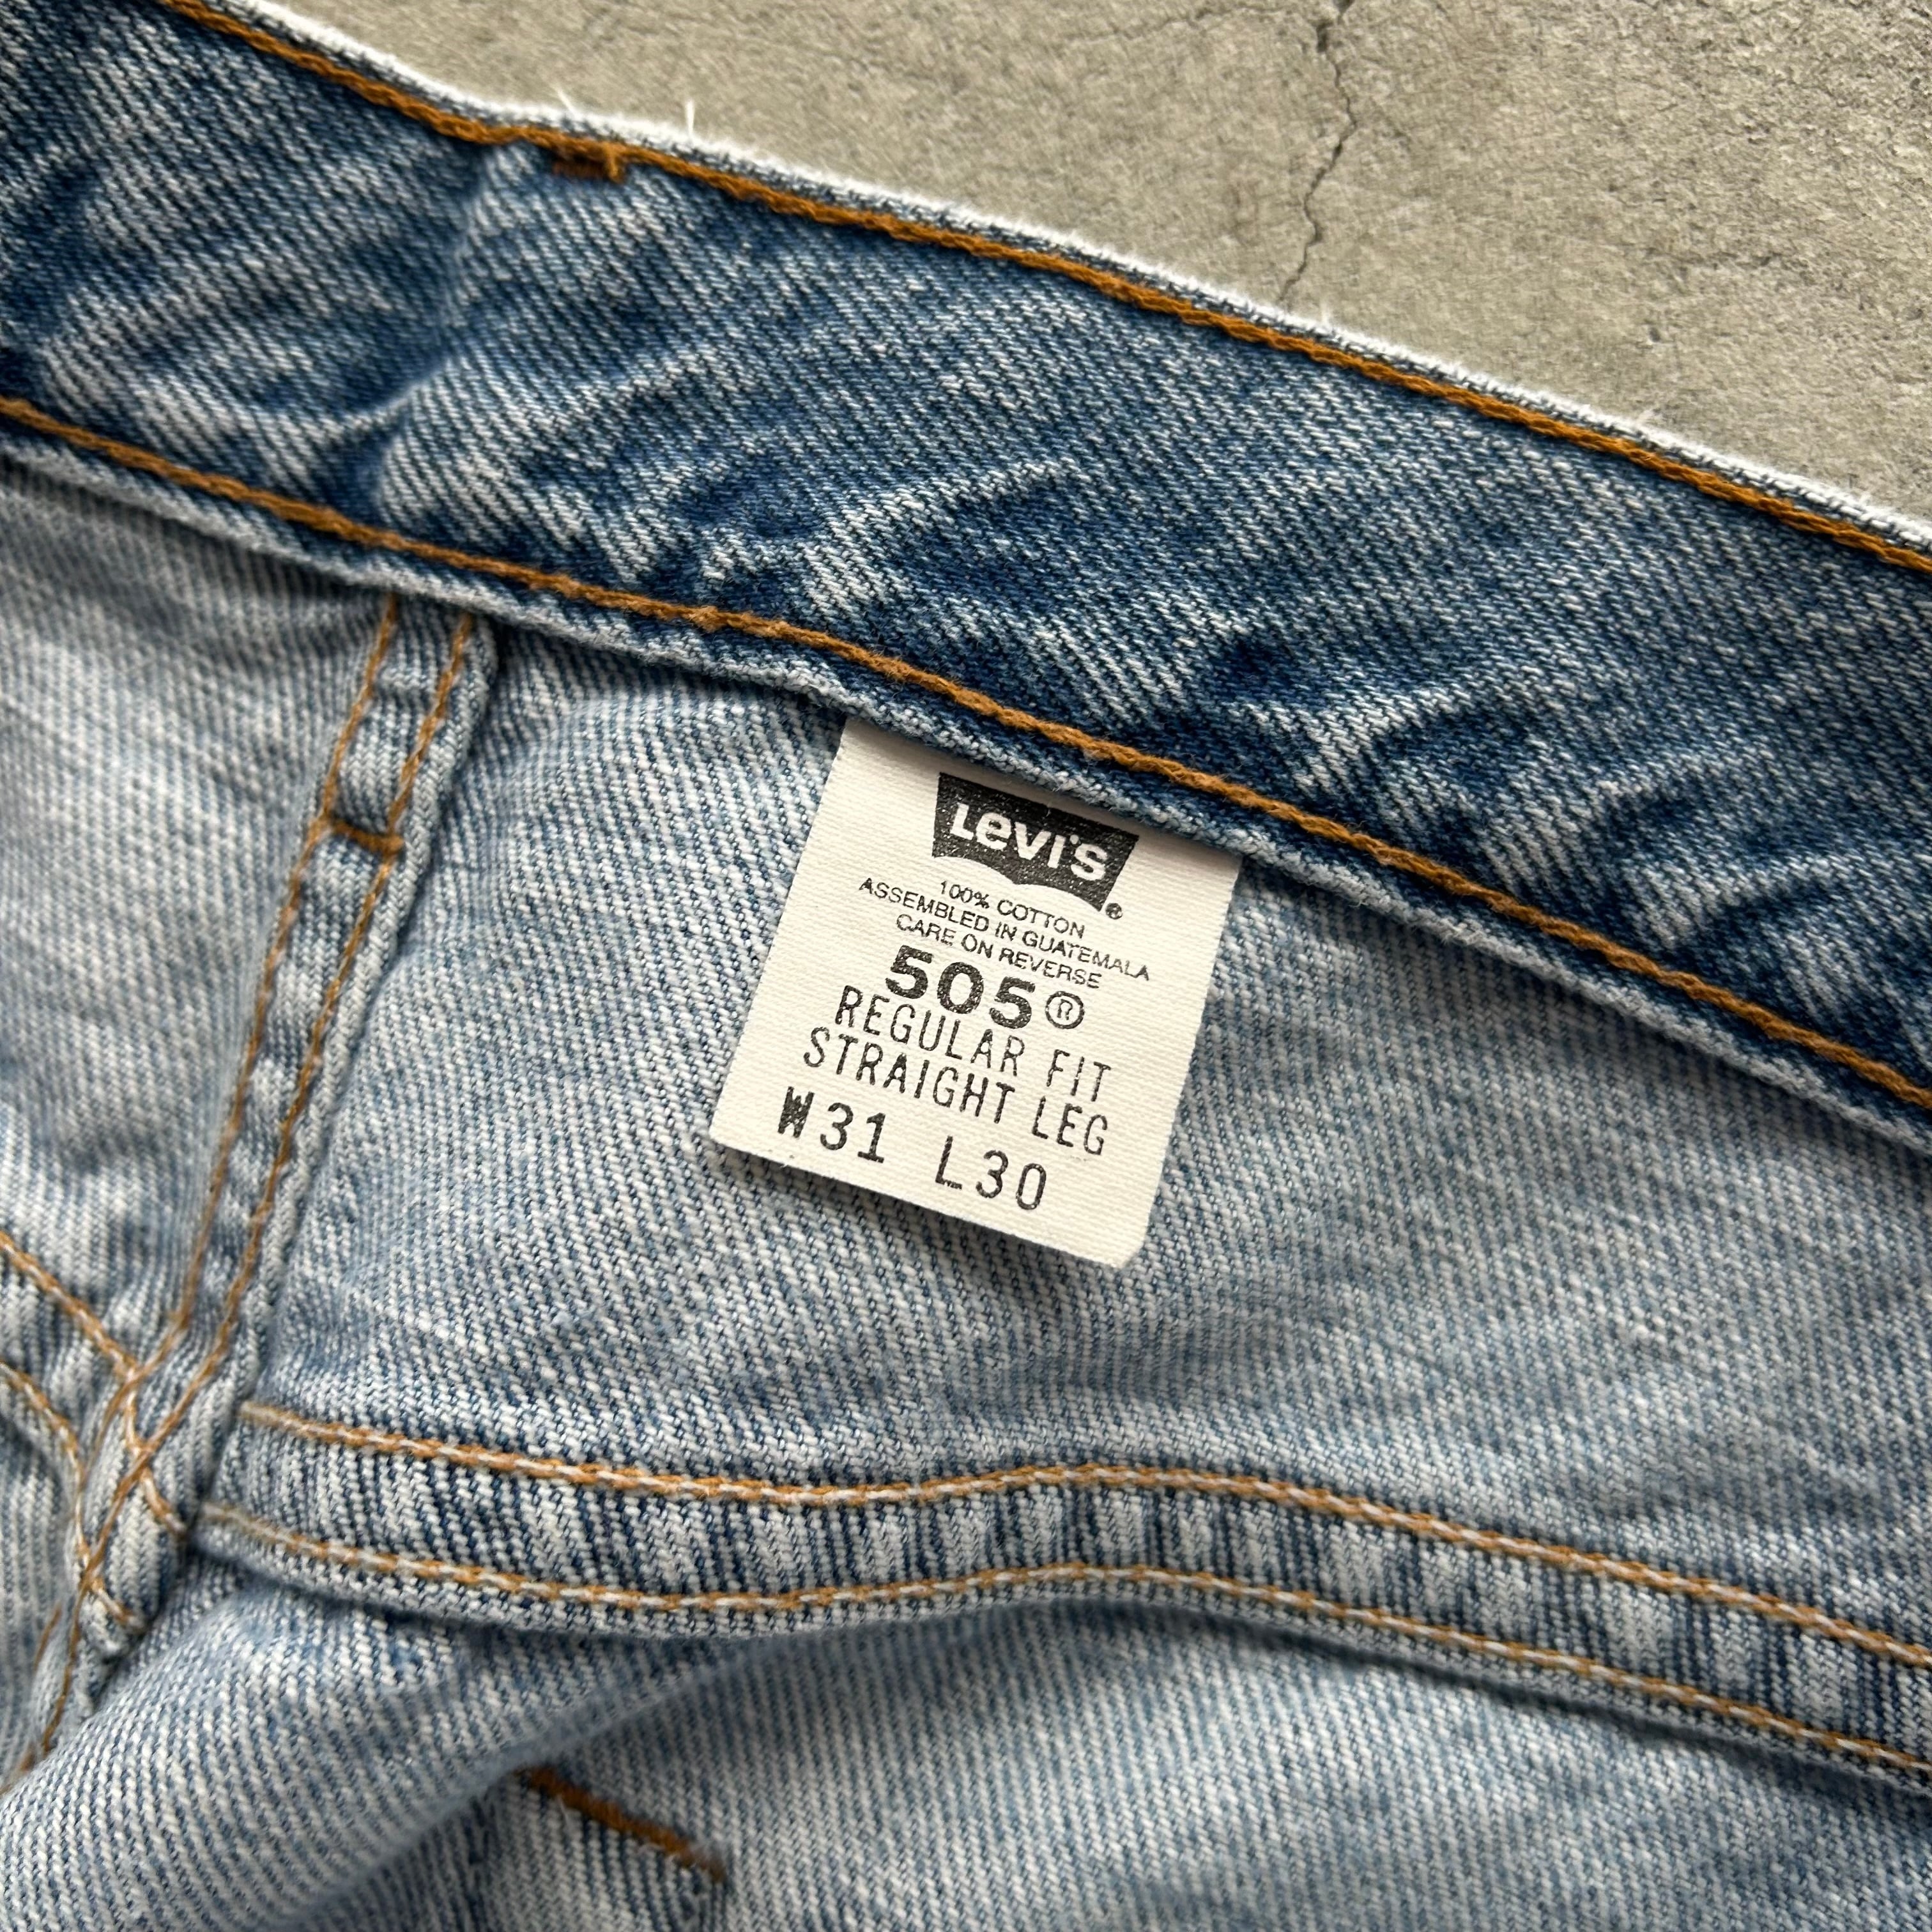 Levi's®
100% COTTON
ASSEMBLED IN GUATEMALA
CARE ON REVERSE
505®
REGULAR FIT
STRAIGHT LEG
W31 L30